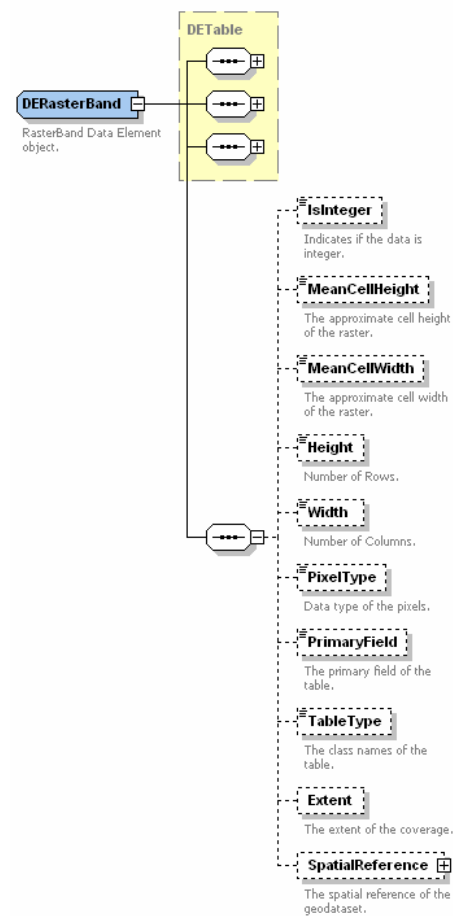 DETable
DERasterBand
RasterBand Data Element
object.
IsInteger
Indicates if the data is
integer.
MeanCellHeight
The approximate cell height
of the raster.
MeanCellWidth
The approximate cell width
of the raster.
Height
Number of Rows.
Width
Number of Columns.
PixelType
Data type of the pixels.
PrimaryField
The primary field of the
table.
TableType
The class names of the
table.
Extent
The extent of the coverage.
SpatialReference
The spatial reference of the
geodataset.